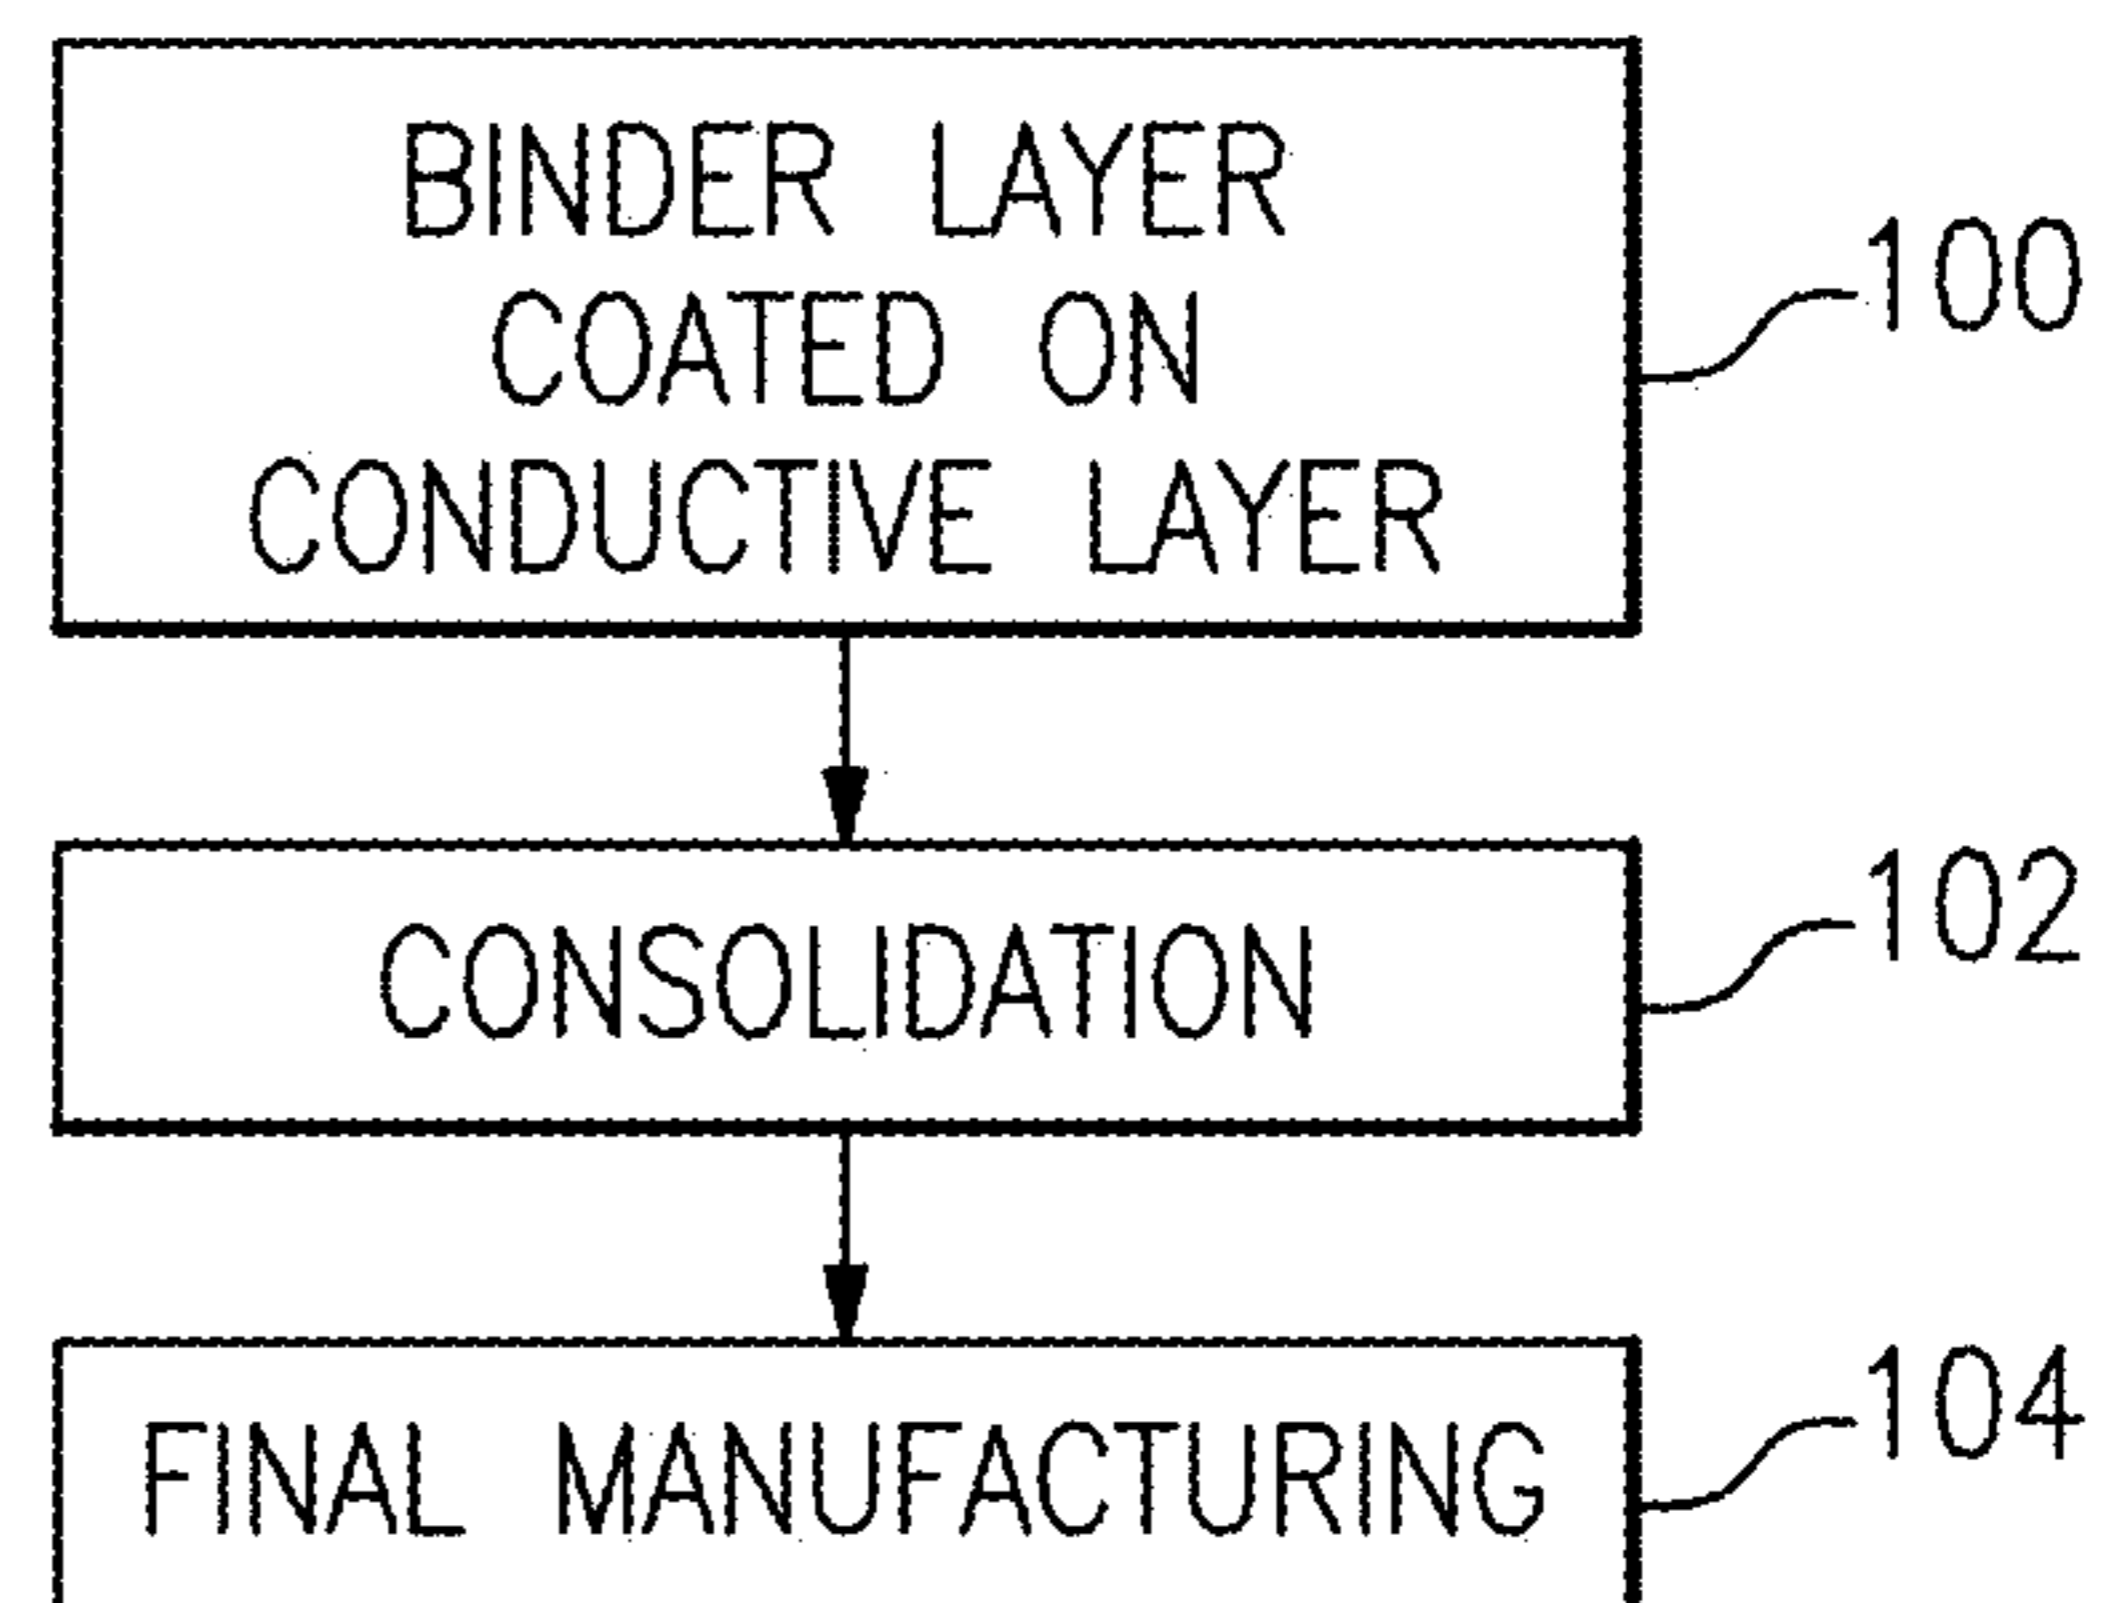 BINDER LAYER
COATED ON
CONDUCTIVE LAYER
100
CONSOLIDATION
102
FINAL MANUFACTURING
104